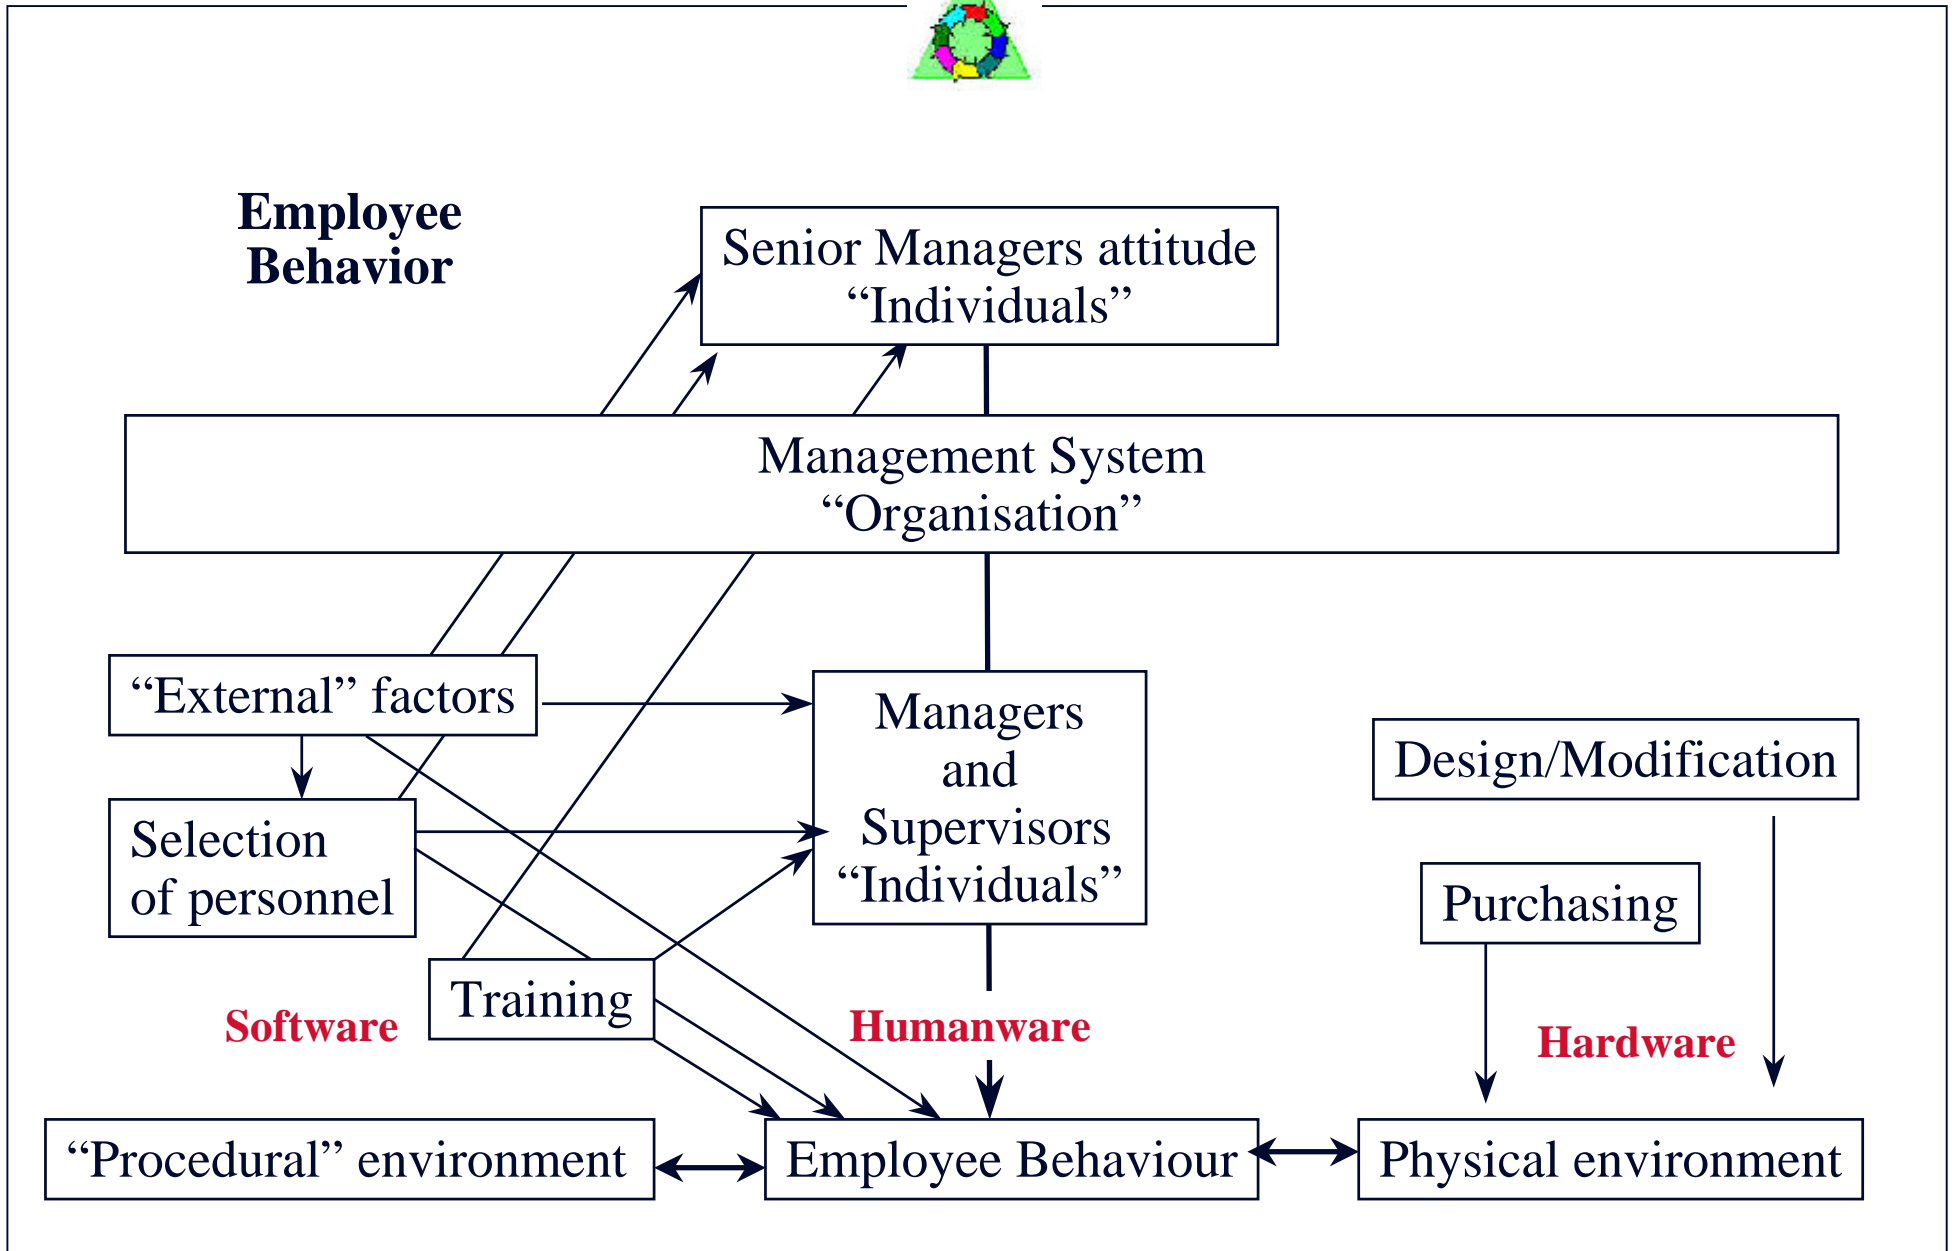 Employee
Behavior
Senior Managers attitude
“Individuals”
Management System
“Organisation”
“External” factors
Managers
and
Supervisors
“Individuals”
Design/Modification
Selection
of personnel
Purchasing
Training
Software
Humanware
Hardware
“Procedural” environment
Employee Behaviour
Physical environment